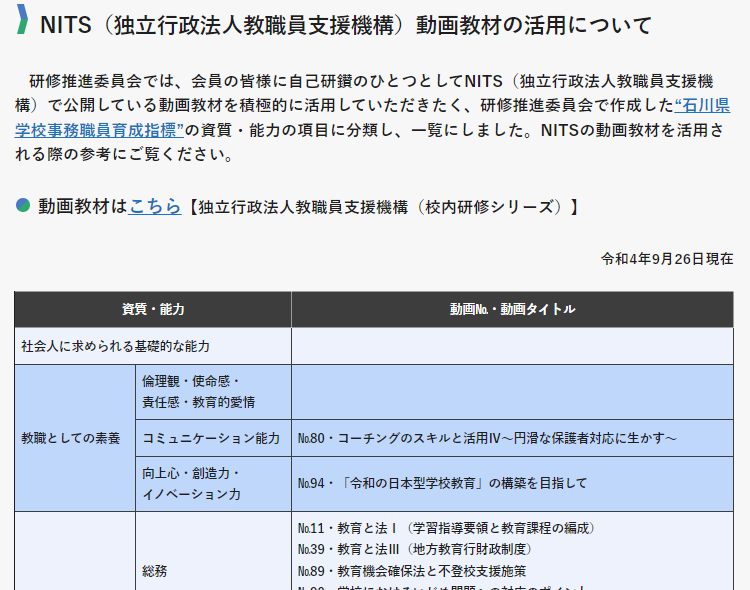 NITS（独立行政法人教職員支援機構）動画教材の活用について
研修推進委員会では、会員の皆様に自己研鑽のひとつとしてNITS（独立行政法人教職員支援機
構）で公開している動画教材を積極的に活用していただきたく、研修推進委員会で作成した“石川県
学校事務職員育成指標”の資質・能力の項目に分類し、一覧にしました。NITSの動画教材を活用さ
れる際の参考にご覧ください。
動画教材はこちら【独立行政法人教職員支援機構（校内研修シリーズ）】
令和4年9月26日現在
資質・能力
動画№・動画タイトル
社会人に求められる基礎的な能力
教職としての素養
倫理観・使命感・
責任感・教育的愛情
コミュニケーション能力
№80・コーチングのスキルと活用Ⅳ～円滑な保護者対応に生かす～
向上心・創造力・
イノベーション力
№94・「令和の日本型学校教育」の構築を目指して
総務
№11・教育と法Ⅰ（学習指導要領と教育課程の編成）
№39・教育と法Ⅲ（地方教育行財政制度）
№89・教育機会確保法と不登校支援施策